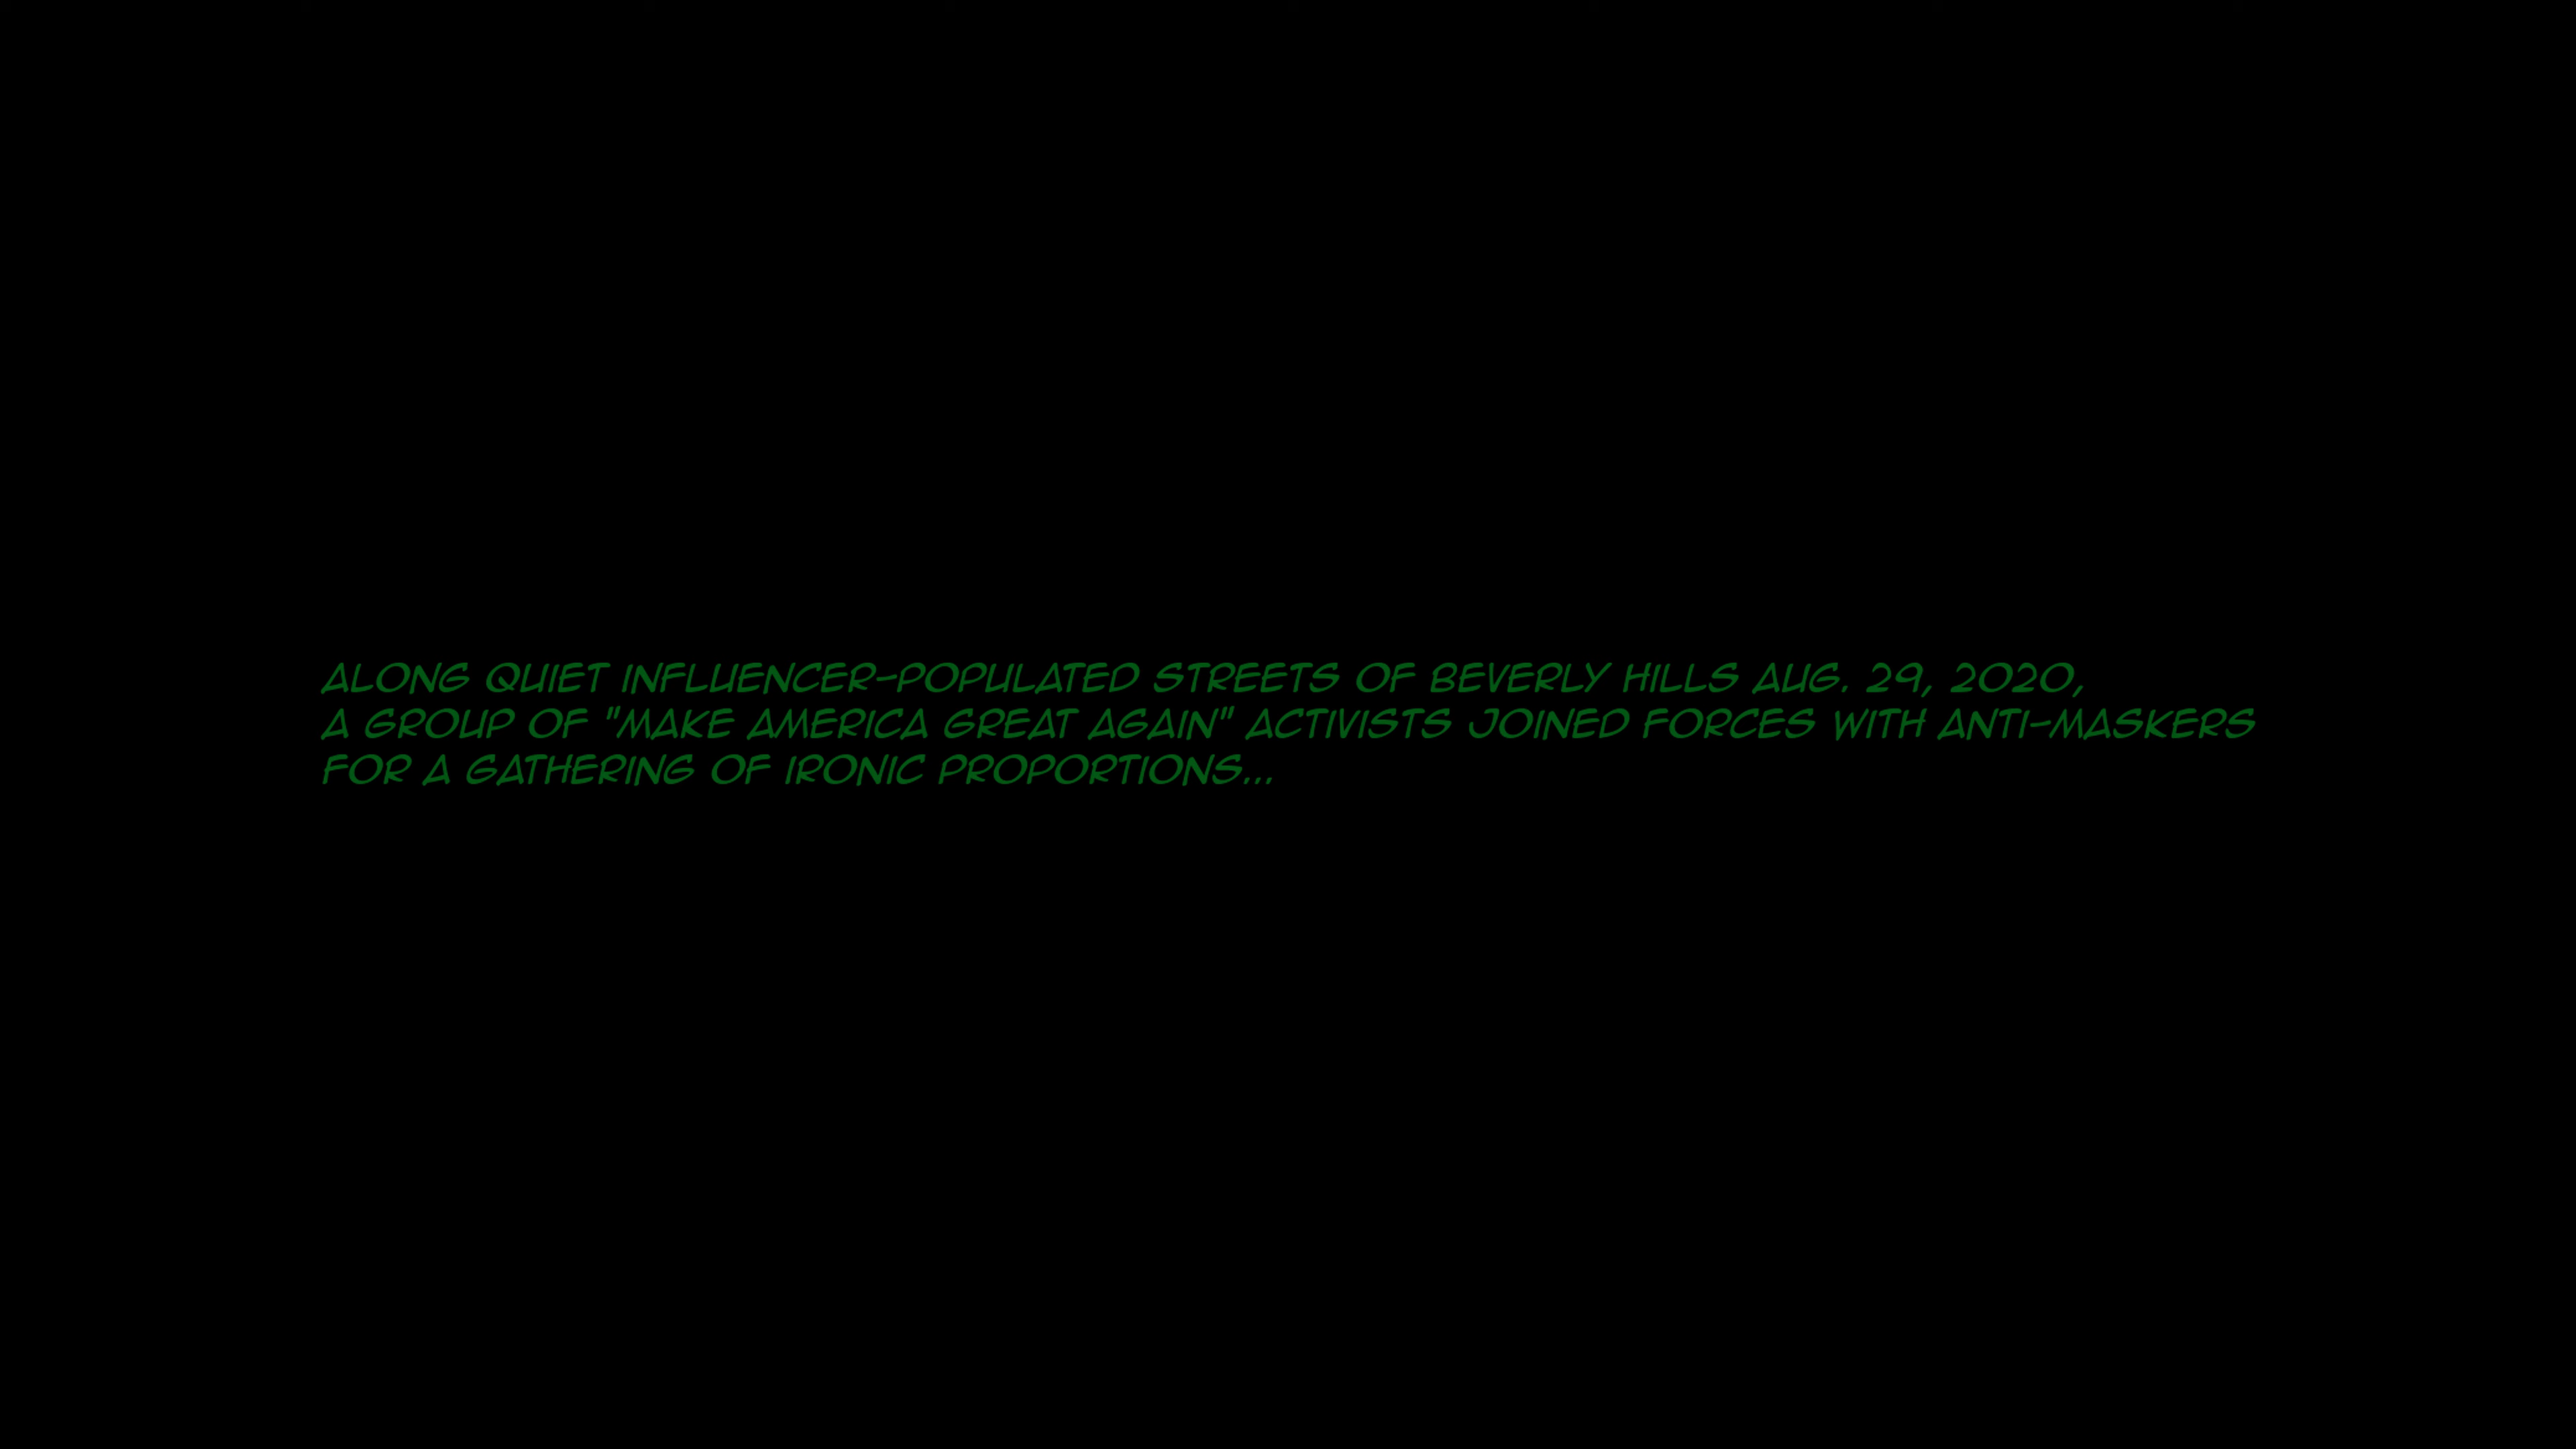 ALONG QUIET INFLUENCER-POPULATED STREETS OF BEVERLY HILLS AUG. 29, 2020,
A GROUP OF "MAKE AMERICA GREAT AGAIN" ACTIVISTS JOINED FORCES WITH ANTI-MASKERS
FOR A GATHERING OF IRONIC PROPORTIONS...